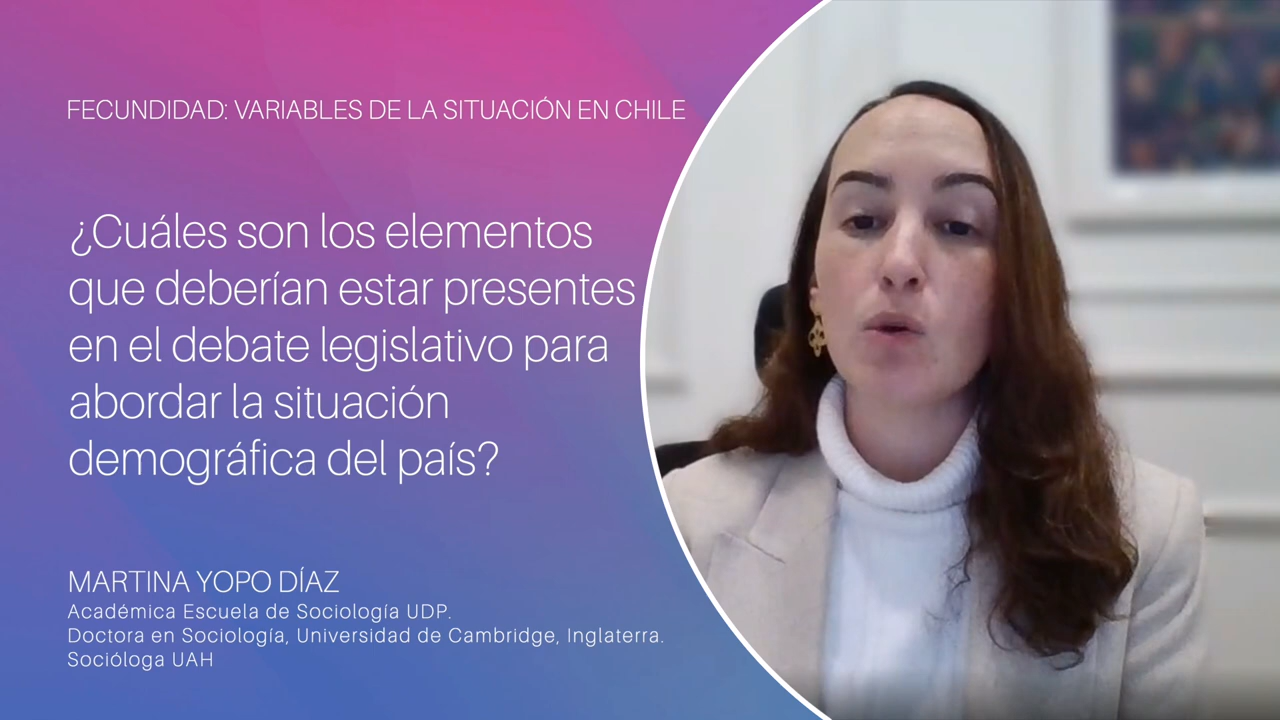 FECUNDIDAD: VARIABLES DE LA SITUACIÓN EN CHILE
¿Cuáles son los elementos
que deberían estar presentes
en el debate legislativo para
abordar la situación
demográfica del país?
MARTINA YOPO DÍAZ
Académica Escuela de Sociología UDP.
Doctora en Sociología, Universidad de Cambridge, Inglaterra.
Socióloga UAH